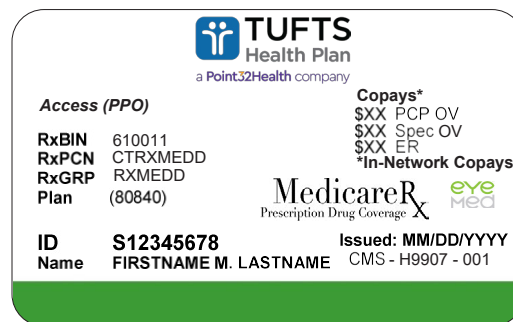 TUFTS
Health Plan
a Point32Health company
Access (PPO)
Copays*
$XX PCP OV
$XX Spec OV
$XX ER
*In-Network Copays
RxBIN 610011
RxPCN CTRXMEDD
RxGRP RXMEDD
Plan (80840)
MedicareRx
Prescription Drug Coverage
eye
MED
ID S12345678
Name FIRSTNAME M. LASTNAME
Issued: MM/DD/YYYY
CMS - H9907 - 001